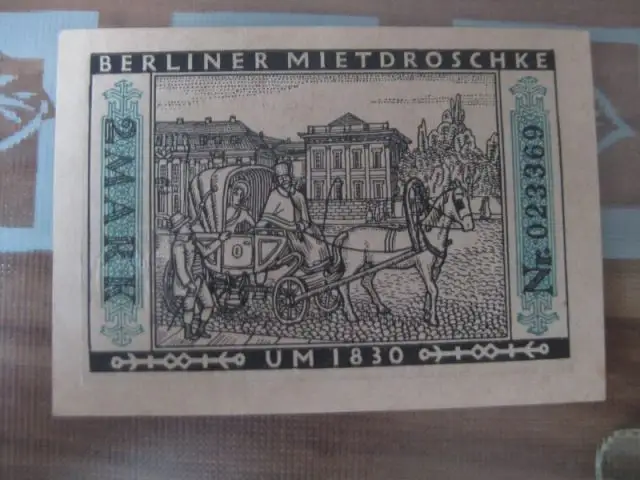 BERLINER MIETDROSCHKE
2 MARK
Nr. 023369
UM 1830